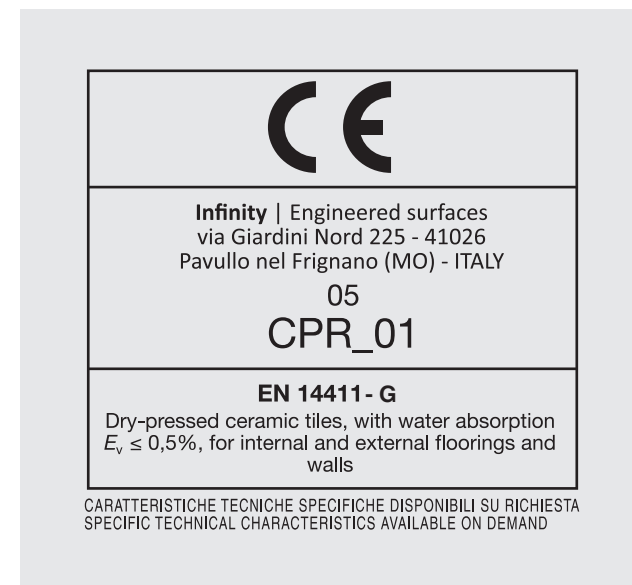 CE
Infinity | Engineered surfaces
via Giardini Nord 225 - 41026
Pavullo nel Frignano (MO) - ITALY
05
CPR_01
EN 14411- G
Dry-pressed ceramic tiles, with water absorption
Ev ≤ 0,5%, for internal and external floorings and
walls
CARATTERISTICHE TECNICHE SPECIFICHE DISPONIBILI SU RICHIESTA
SPECIFIC TECHNICAL CHARACTERISTICS AVAILABLE ON DEMAND